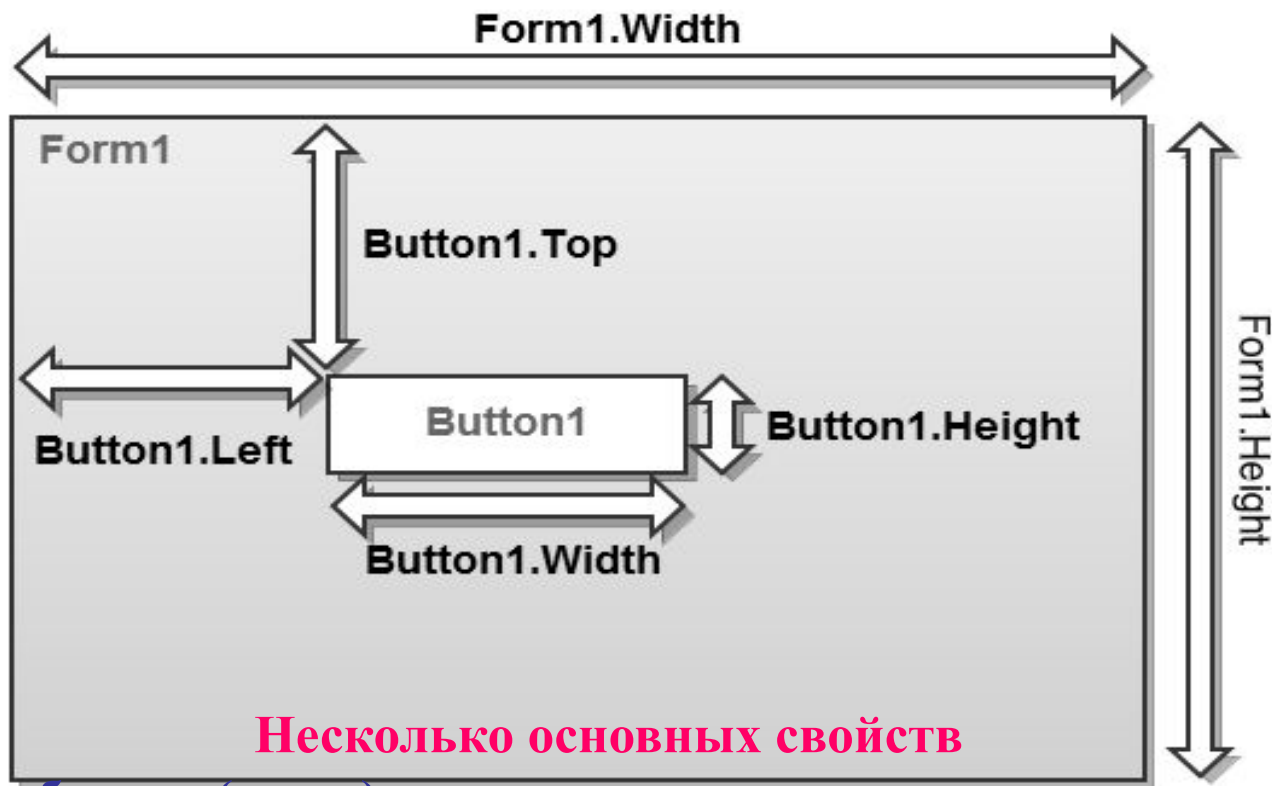 Form1.Width
Form1
Button1.Top
Button1
Button1.Left
Button1.Height
Form1.Height
Button1.Width
Несколько основных свойств